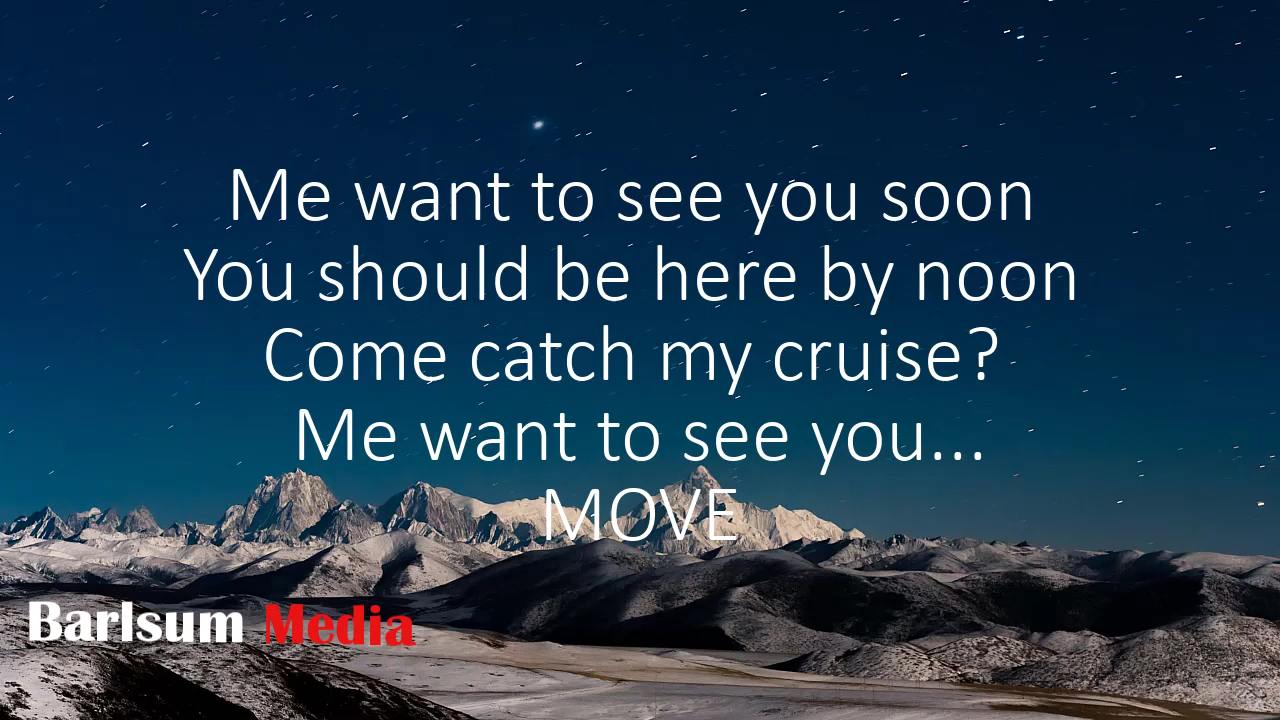 Me want to see you soon
You should be here by noon
Come catch my cruise?
Me want to see you...
MOVE
Barlsum Media